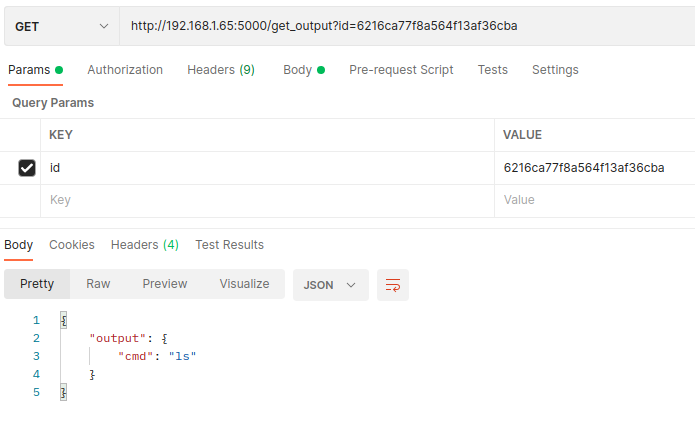 GET http://192.168.1.65:5000/get_output?id=6216ca77f8a564f13af36cba
Params Authorization Headers (9) Body Pre-request Script Tests Settings
Query Params
KEY VALUE
id 6216ca77f8a564f13af36cba
Key Value
Body Cookies Headers (4) Test Results
Pretty Raw Preview Visualize JSON
1 {
2 "output": {
3 "cmd": "ls"
4 }
5 }